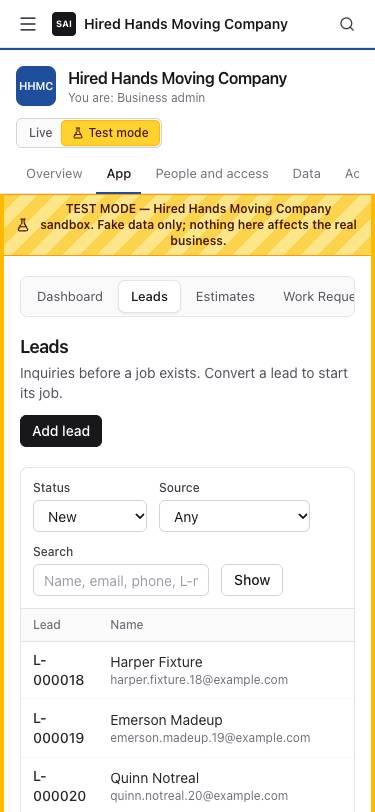 SAI Hired Hands Moving Company
HHMC
Hired Hands Moving Company
You are: Business admin
Live Test mode
Overview App People and access Data Ac
TEST MODE — Hired Hands Moving Company
sandbox. Fake data only; nothing here affects the real
business.
Dashboard Leads Estimates Work Reque
Leads
Inquiries before a job exists. Convert a lead to start
its job.
Add lead
Status Source
New Any
Search
Name, email, phone, L-r Show
Lead Name
L-
000018
Harper Fixture
harper.fixture.18@example.com
L-
000019
Emerson Madeup
emerson.madeup.19@example.com
L-
000020
Quinn Notreal
quinn.notreal.20@example.com